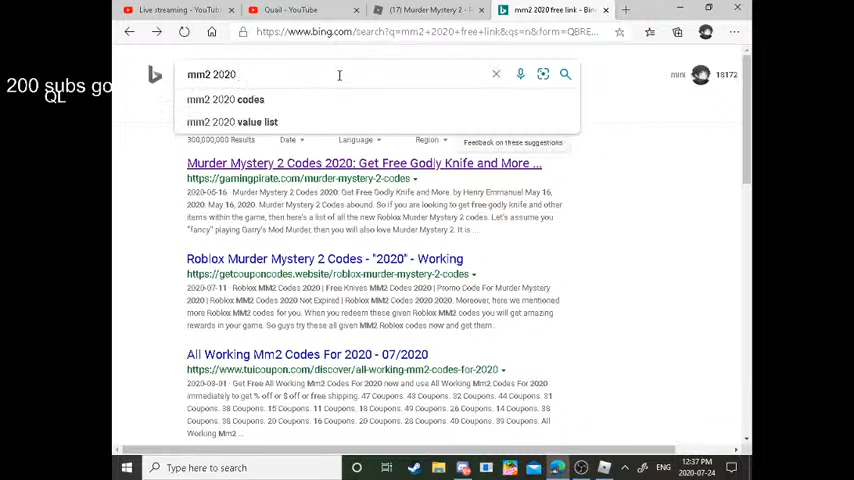 Live streaming - YouTu
Quail - YouTube
(17) Murder Mystery 2 - R
mm2 2020 free link - Bing
https://www.bing.com/search?q=mm2+2020+free+link&qs=n&form=QBRE...
200 subs go
QL
mm2 2020
mini
18172
mm2 2020 codes
mm2 2020 value list
300,000,000 Results
Date
Language
Region
Feedback on these suggestions
Murder Mystery 2 Codes 2020: Get Free Godly Knife and More ...
https://gamingpirate.com/murder-mystery-2-codes
2020-05-16 · Murder Mystery 2 Codes 2020: Get Free Godly Knife and More. by Henry Emmanuel May 16,
2020. May 16, 2020. Murder Mystery 2 Codes abound. So if you are looking to get free godly knife and other
items within the game, then here's a list of all the new Roblox Murder Mystery 2 codes. Let's assume you
"fancy" playing Garry's Mod Murder, then you will also love Murder Mystery 2. It is ...
Roblox Murder Mystery 2 Codes - "2020" - Working
https://getcouponcodes.website/roblox-murder-mystery-2-codes
2020-07-11 · Roblox MM2 Codes 2020 | Free Knives MM2 Codes 2020 | Promo Code For Murder Mystery
2020 | Roblox MM2 Codes 2020 Not Expired | Roblox MM2 Codes 2020 2020. Moreover, here we mentioned
more Roblox MM2 codes for you. When you redeem Roblox MM2 codes you will get amazing
rewards in your game. So guys try these all given MM2 Roblox codes now and get them.
All Working Mm2 Codes For 2020 - 07/2020
https://www.tuicoupon.com/discover/all-working-mm2-codes-for-2020
2020-03-01 · Get Free All Working Mm2 Codes For 2020 now and use All Working Mm2 Codes For 2020
immediately to get % off or $ off or free shipping. 47 Coupons. 43 Coupons. 32 Coupons. 44 Coupons. 31
Coupons. 38 Coupons. 15 Coupons. 11 Coupons. 18 Coupons. 49 Coupons. 26 Coupons. 14 Coupons. 38
Coupons. 38 Coupons. 16 Coupons. 20 Coupons. 21 Coupons. 28 Coupons. 40 Coupons. 39 Coupons. All
Working Mm2 ...
Type here to search
ENG
12:37 PM
2020-07-24